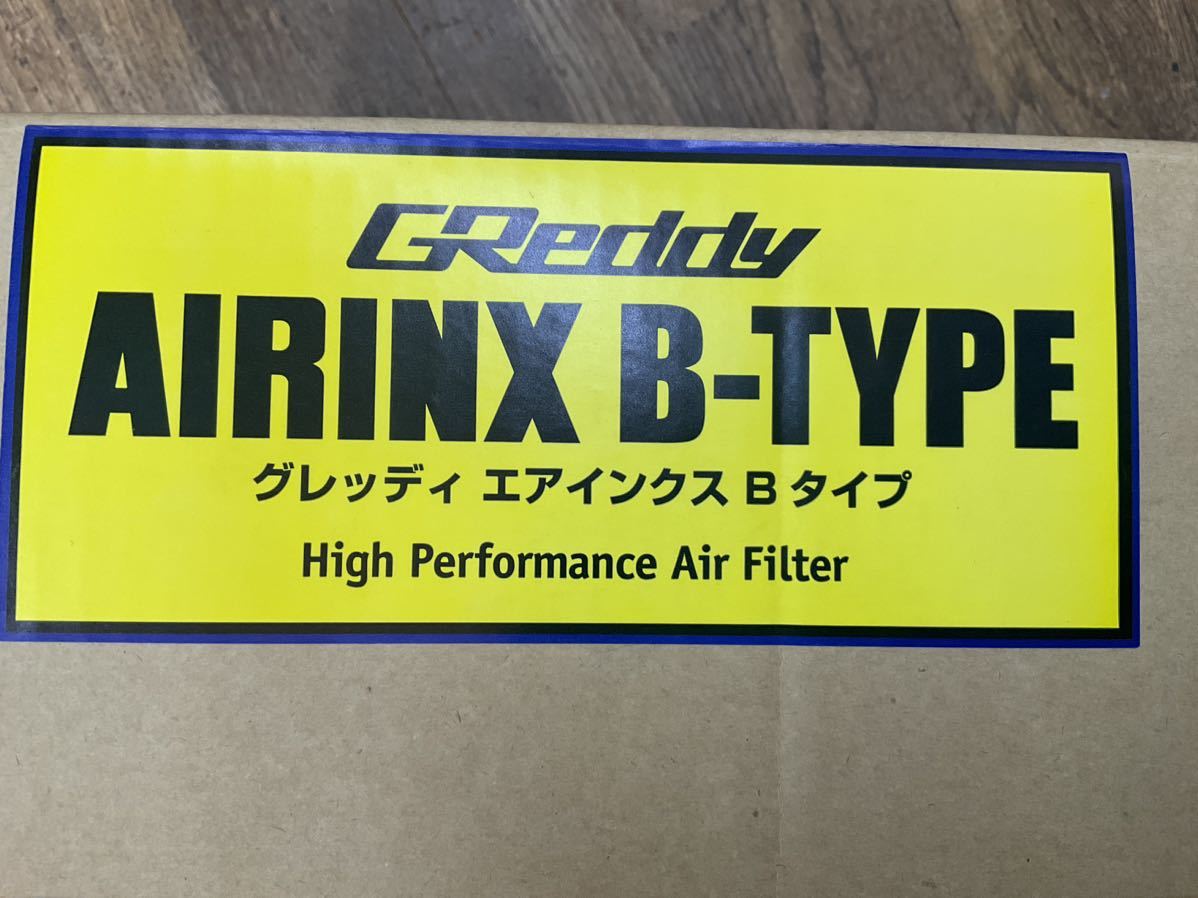 GReddy
AIRINX B-TYPE
グレッディ エアインクス B タイプ
High Performance Air Filter